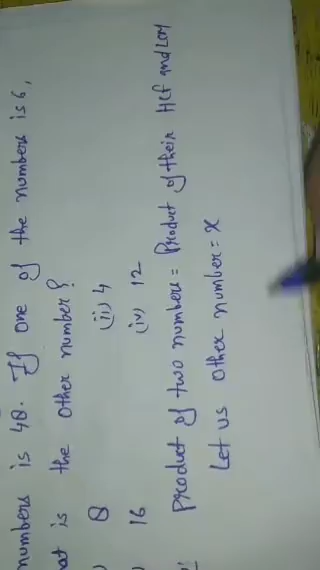 numbers is 48. If one of the numbers is 6,
at is the other number?
8 (ii) 4
16 (iv) 12
Product of two numbers = Product of their HCF and LCM
Let us other number = x